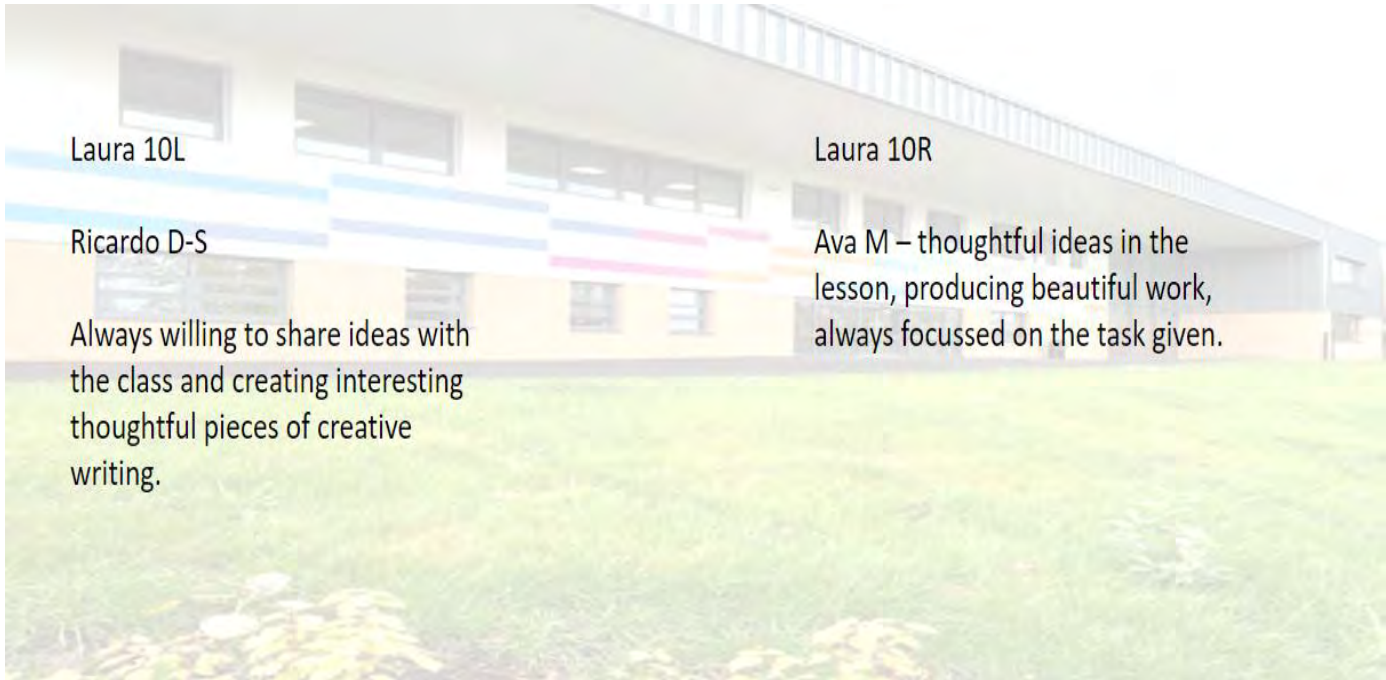 Laura 10L
Ricardo D-S
Always willing to share ideas with
the class and creating interesting
thoughtful pieces of creative
writing.
Laura 10R
Ava M – thoughtful ideas in the
lesson, producing beautiful work,
always focussed on the task given.